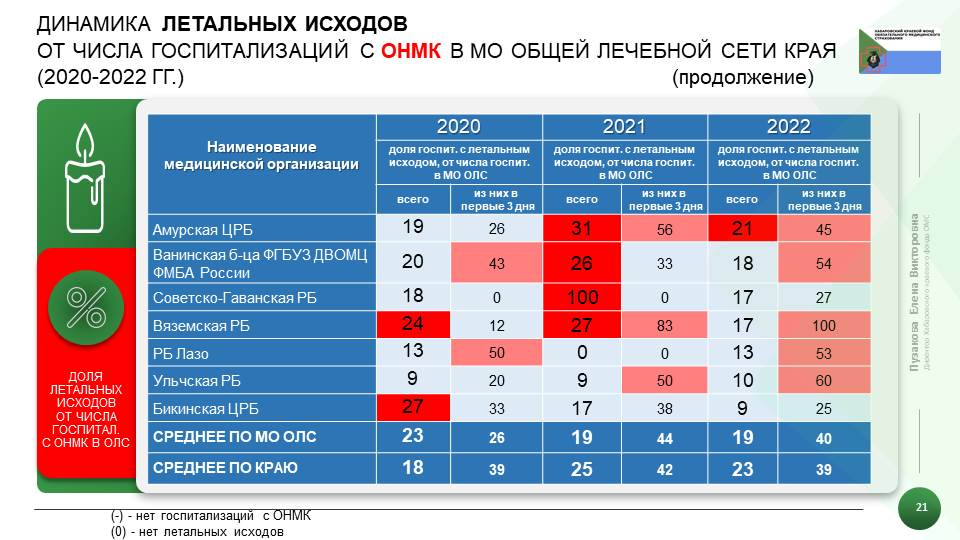 ДИНАМИКА ЛЕТАЛЬНЫХ ИСХОДОВ
ОТ ЧИСЛА ГОСПИТАЛИЗАЦИЙ С ОНМК В МО ОБЩЕЙ ЛЕЧЕБНОЙ СЕТИ КРАЯ
(2020-2022 ГГ.) (продолжение)
ХАБАРОВСКИЙ КРАЕВОЙ ФОНД
ОБЯЗАТЕЛЬНОГО МЕДИЦИНСКОГО
СТРАХОВАНИЯ
Наименование
медицинской организации
2020 2021 2022
доля госпит. с летальным доля госпит. с летальным доля госпит. с летальным
исходом, от числа госпит. исходом, от числа госпит. исходом, от числа госпит.
в МО ОЛС в МО ОЛС в МО ОЛС
всего из них в всего из них в всего из них в
первые 3 дня первые 3 дня первые 3 дня
Амурская ЦРБ 19 26 31 56 21 45
Ванинская б-ца ФГБУЗ ДВОМЦ
ФМБА России 20 43 26 33 18 54
Советско-Гаванская РБ 18 0 100 0 17 27
Вяземская РБ 24 12 27 83 17 100
РБ Лазо 13 50 0 0 13 53
Ульчская РБ 9 20 9 50 10 60
Бикинская ЦРБ 27 33 17 38 9 25
СРЕДНЕЕ ПО МО ОЛС 23 26 19 44 19 40
СРЕДНЕЕ ПО КРАЮ 18 39 25 42 23 39
%
ДОЛЯ
ЛЕТАЛЬНЫХ
ИСХОДОВ
ОТ ЧИСЛА
ГОСПИТАЛ.
С ОНМК В ОЛС
Пузакова Елена Викторовна
Директор Хабаровского краевого фонда ОМС
21
(-) - нет госпитализаций с ОНМК
(0) - нет летальных исходов